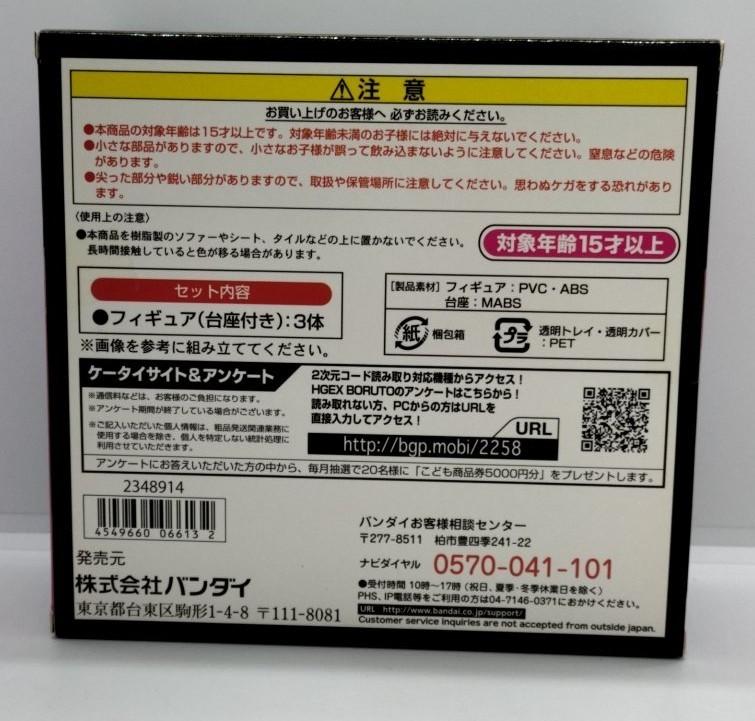 ⚠注 意
お買い上げのお客様へ 必ずお読みください。
●本商品の対象年齢は15才以上です。対象年齢未満のお子様には絶対に与えないでください。
●小さな部品がありますので、小さなお子様が誤って飲み込まないように注意してください。窒息などの危険
があります。
●尖った部分や鋭い部分がありますので、取扱や保管場所に注意してください。思わぬケガをする恐れがあり
ます。
〈使用上の注意〉
●本商品を樹脂製のソファーやシート、タイルなどの上に置かないでください。
長時間接触していると色が移る場合があります。
対象年齢15才以上
セット内容
●フィギュア(台座付き):3体
※画像を参考に組み立ててください。
[製品素材] フィギュア:PVC・ABS
台座:MABS
紙 梱包箱
プラ 透明トレイ・透明カバー
:PET
ケータイサイト&アンケート
※通信料などは、お客様のご負担になります。
※アンケート期間が終了している場合がございます。
※ご記入いただいた個人情報は、粗品発送関連業務に
使用する場合を除き、個人を特定しない統計処理に
利用させていただきます。
2次元コード読み取り対応機種からアクセス!
HGEX BORUTOのアンケートはこちらから!
読み取れない方、PCからの方はURLを
直接入力してアクセス!
URL
http://bgp.mobi/2258
アンケートにお答えいただいた方の中から、毎月抽選で20名様に「こども商品券5000円分」をプレゼントします。
2348914
4549660 06613 2
発売元
株式会社バンダイ
東京都台東区駒形1-4-8 〒111-8081
バンダイお客様相談センター
〒277-8511 柏市豊四季241-22
ナビダイヤル 0570-041-101
●受付時間 10時~17時 (祝日、夏季・冬季休業日を除く)
PHS、IP電話等をご利用の方は04-7146-0371におかけください。
URL http://www.bandai.co.jp/support/
Customer service inquiries are not accepted from outside japan.